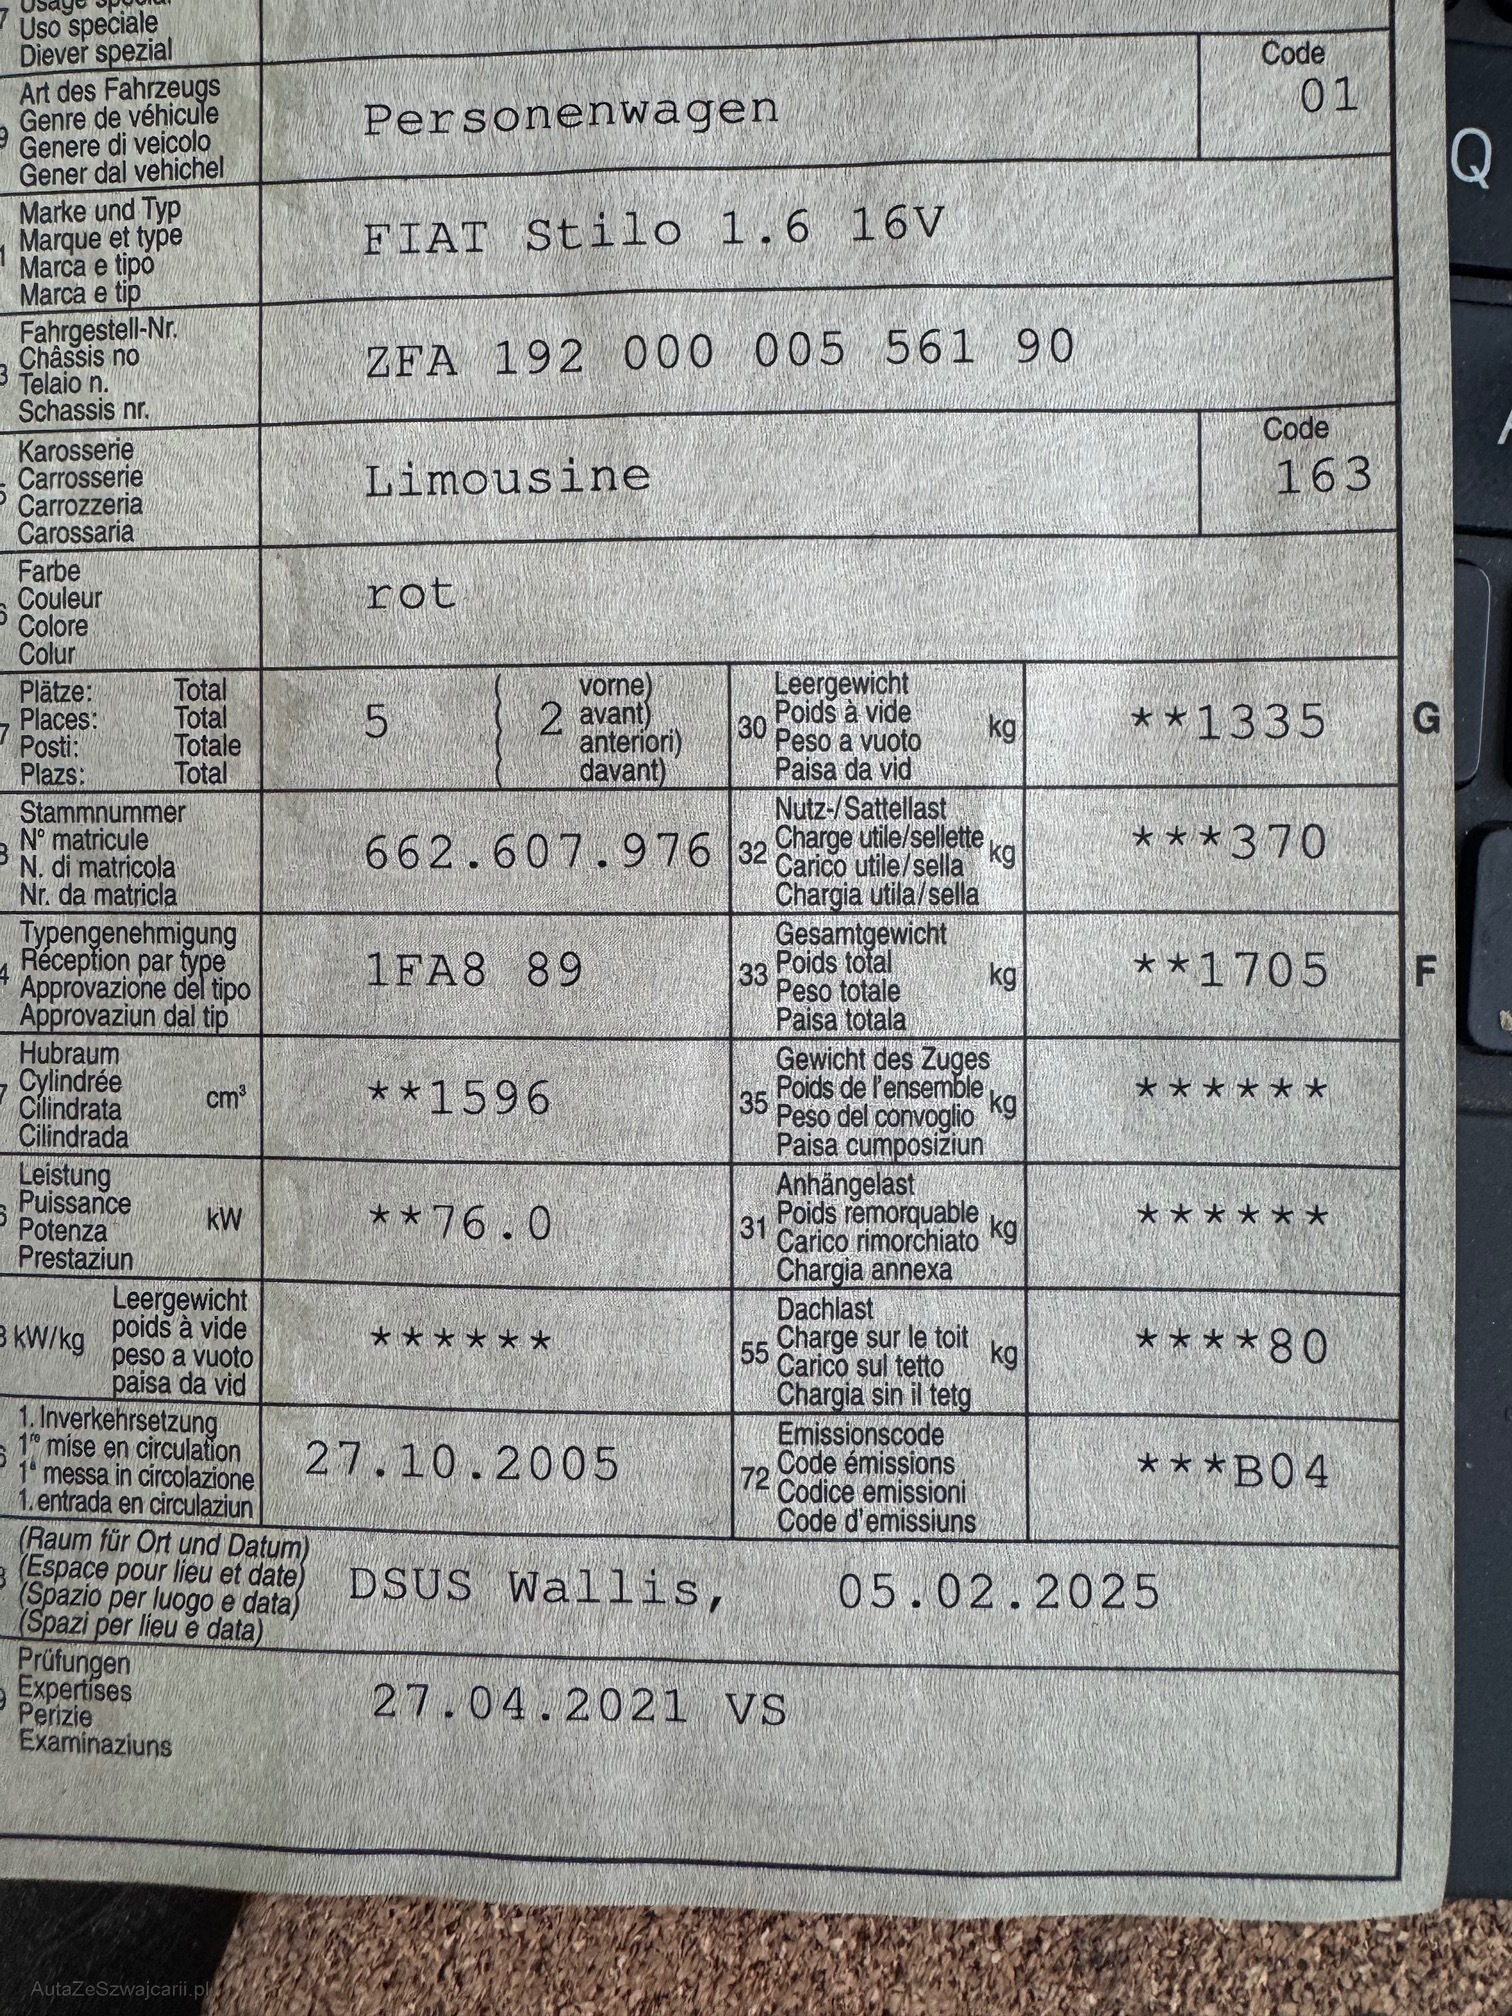 Usage spécial
Uso speciale
Diever spezial
Art des Fahrzeugs
Genre de véhicule
Genere di veicolo
Gener dal vehichel
Personenwagen
Code
01
Marke und Typ
Marque et type
Marca e tipo
Marca e tip
FIAT Stilo 1.6 16V
Fahrgestell-Nr.
Châssis no
Telaio n.
Schassis nr.
ZFA 192 000 005 561 90
Karosserie
Carrosserie
Carrozzeria
Carossaria
Limousine
Code
163
Farbe
Couleur
Colore
Colur
rot
Plätze: Total
Places: Total
Posti: Totale
Plazs: Total
5
( 2 vorne)
avant)
anteriori)
davant)
30
Leergewicht
Poids à vide
Peso a vuoto
Paisa da vid
kg
**1335
G
Stammnummer
N° matricule
N. di matricola
Nr. da matricla
662.607.976
32
Nutz-/Sattellast
Charge utile/sellette
Carico utile/sella
Chargia utila/sella
kg
***370
Typengenehmigung
Réception par type
Approvazione del tipo
Approvaziun dal tip
1FA8 89
33
Gesamtgewicht
Poids total
Peso totale
Paisa totala
kg
**1705
F
Hubraum
Cylindrée
Cilindrata
Cilindrada
cm³
**1596
35
Gewicht des Zuges
Poids de l'ensemble
Peso del convoglio
Paisa cumposiziun
kg
******
Leistung
Puissance
Potenza
Prestaziun
kW
**76.0
31
Anhängelast
Poids remorquable
Carico rimorchiato
Chargia annexa
kg
******
kW/kg
Leergewicht
poids à vide
peso a vuoto
paisa da vid
******
55
Dachlast
Charge sur le toit
Carico sul tetto
Chargia sin il tetg
kg
****80
1. Inverkehrsetzung
1re mise en circulation
1a messa in circolazione
1. entrada en circulaziun
27.10.2005
72
Emissionscode
Code émissions
Codice emissioni
Code d'emissiuns
***B04
(Raum für Ort und Datum)
(Espace pour lieu et date)
(Spazio per luogo e data)
(Spazi per lieu e data)
DSUS Wallis, 05.02.2025
Prüfungen
Expertises
Perizie
Examinaziuns
27.04.2021 VS
Q
AutaZeSzwajcarii.pl